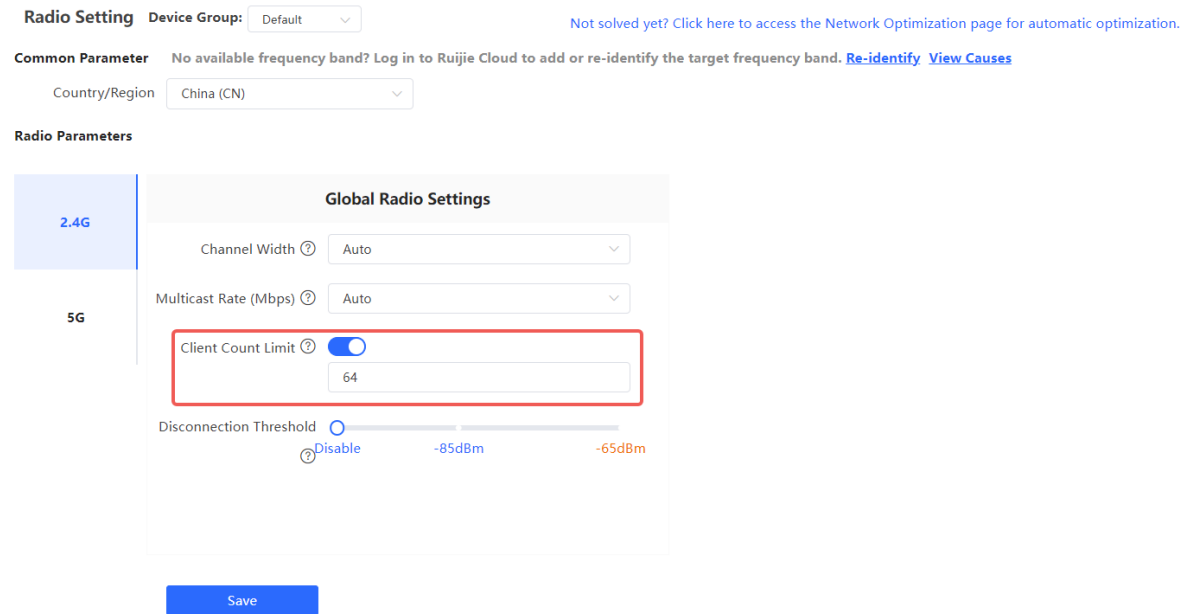 Radio Setting Device Group: Default
Not solved yet? Click here to access the Network Optimization page for automatic optimization.
Common Parameter No available frequency band? Log in to Ruijie Cloud to add or re-identify the target frequency band. Re-identify View Causes
Country/Region China (CN)
Radio Parameters
2.4G
5G
Global Radio Settings
Channel Width ? Auto
Multicast Rate (Mbps) ? Auto
Client Count Limit ?
64
Disconnection Threshold
? Disable -85dBm -65dBm
Save